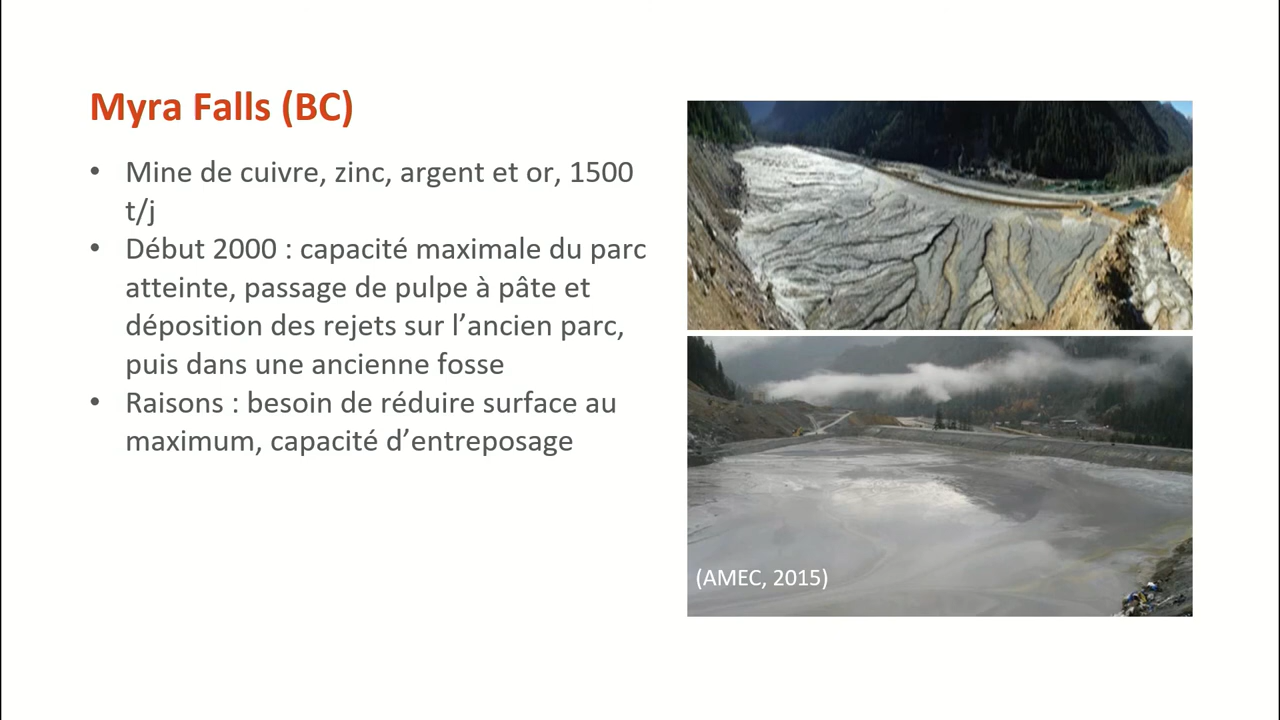 Myra Falls (BC)
• Mine de cuivre, zinc, argent et or, 1500
t/j
• Début 2000 : capacité maximale du parc
atteinte, passage de pulpe à pâte et
déposition des rejets sur l’ancien parc,
puis dans une ancienne fosse
• Raisons : besoin de réduire surface au
maximum, capacité d’entreposage
(AMEC, 2015)